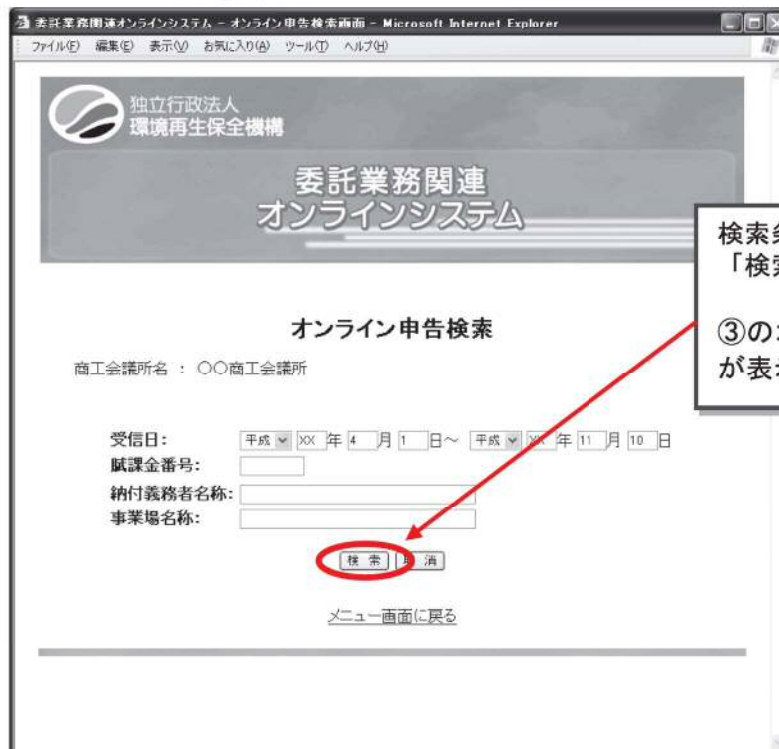 委託業務関連オンラインシステム - オンライン申告検索画面 - Microsoft Internet Explorer
ファイル(F) 編集(E) 表示(V) お気に入り(A) ツール(T) ヘルプ(H)
独立行政法人
環境再生保全機構
委託業務関連
オンラインシステム
検索
「検
③の
が表
オンライン申告検索
商工会議所名 : 〇〇商工会議所
受信日: 平成 XX 年 4 月 1 日~ 平成 XX 年 11 月 10 日
賦課金番号:
納付義務者名称:
事業場名称:
検 索 取 消
メニュー画面に戻る